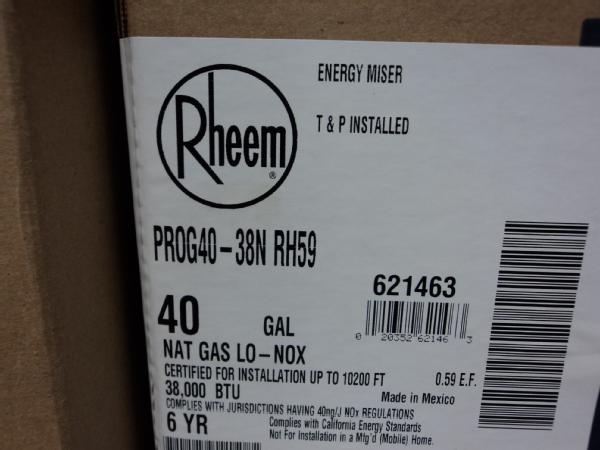 Rheem®
ENERGY MISER
T & P INSTALLED
PROG40-38N RH59
621463
0 20352 62146 3
40 GAL
NAT GAS LO-NOX
CERTIFIED FOR INSTALLATION UP TO 10200 FT 0.59 E.F.
38,000 BTU Made in Mexico
COMPLIES WITH JURISDICTIONS HAVING 40ng/J NOx REGULATIONS
6 YR Complies with California Energy Standards
Not For Installation in a Mfg'd (Mobile) Home.